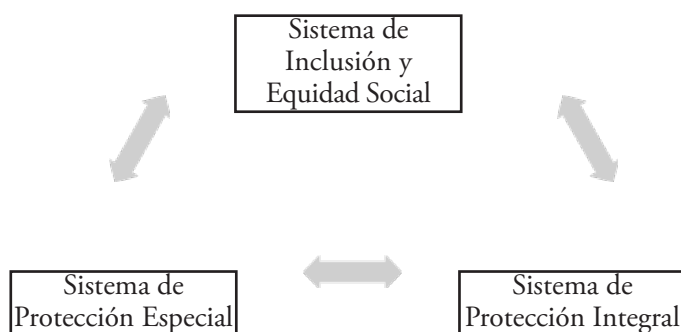 Sistema de
Inclusión y
Equidad Social
Sistema de
Protección Especial
Sistema de
Protección Integral